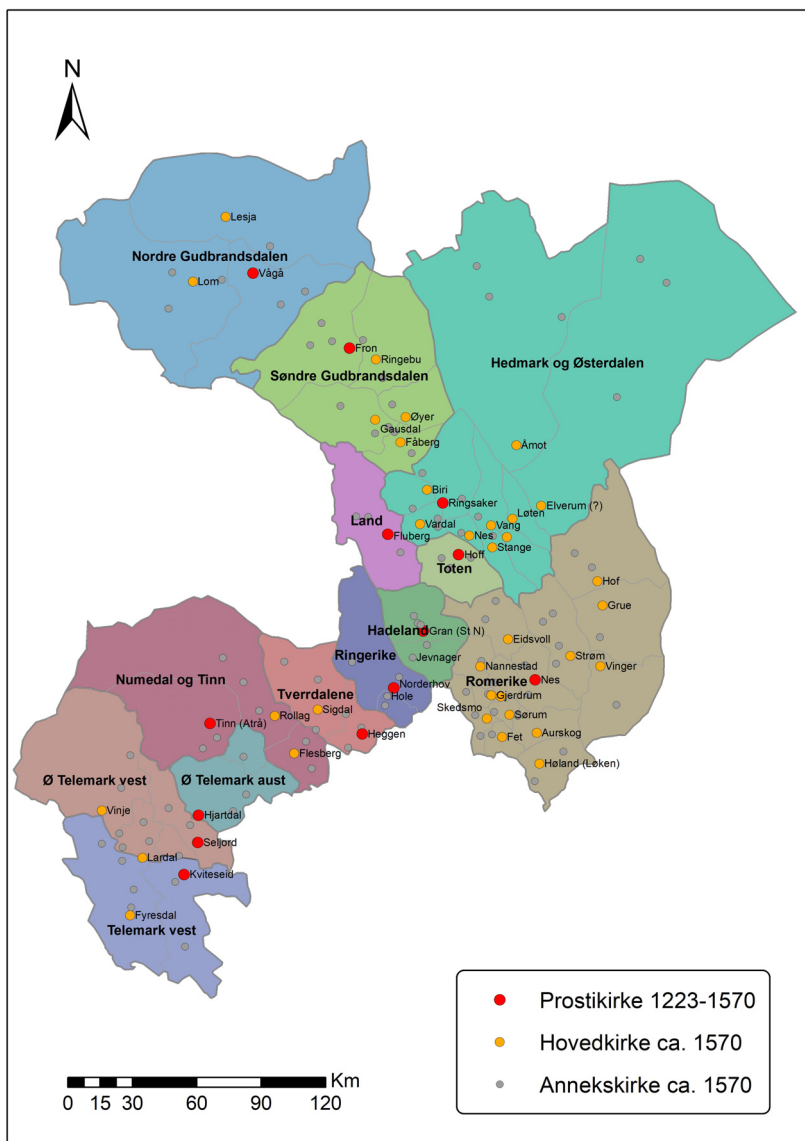 N
Lesja
Nordre Gudbrandsdalen
Lom
Vågå
Fron
Ringebu
Søndre Gudbrandsdalen
Hedmark og Østerdalen
Øyer
Gausdal
Fåberg
Åmot
Biri
Ringsaker
Elverum (?)
Løten
Land
Vardal
Vang
Nes
Fluberg
Stange
Hoff
Toten
Hof
Grue
Hadeland
Gran (St N)
Ringerike
Eidsvoll
Jevnager
Strøm
Numedal og Tinn
Nannestad
Vinger
Tverrdalene
Norderhov
Romerike
Nes
Hole
Gjerdrum
Skedsmo
Rollag
Sigdal
Sørum
Tinn (Atrå)
Heggen
Fet
Aurskog
Flesberg
Høland (Løken)
Ø Telemark vest
Ø Telemark aust
Vinje
Hjartdal
Seljord
Lardal
Kviteseid
Fyresdal
Telemark vest
Prostikirke 1223-1570
Hovedkirke ca. 1570
Annekskirke ca. 1570
Km
0 15 30 60 90 120